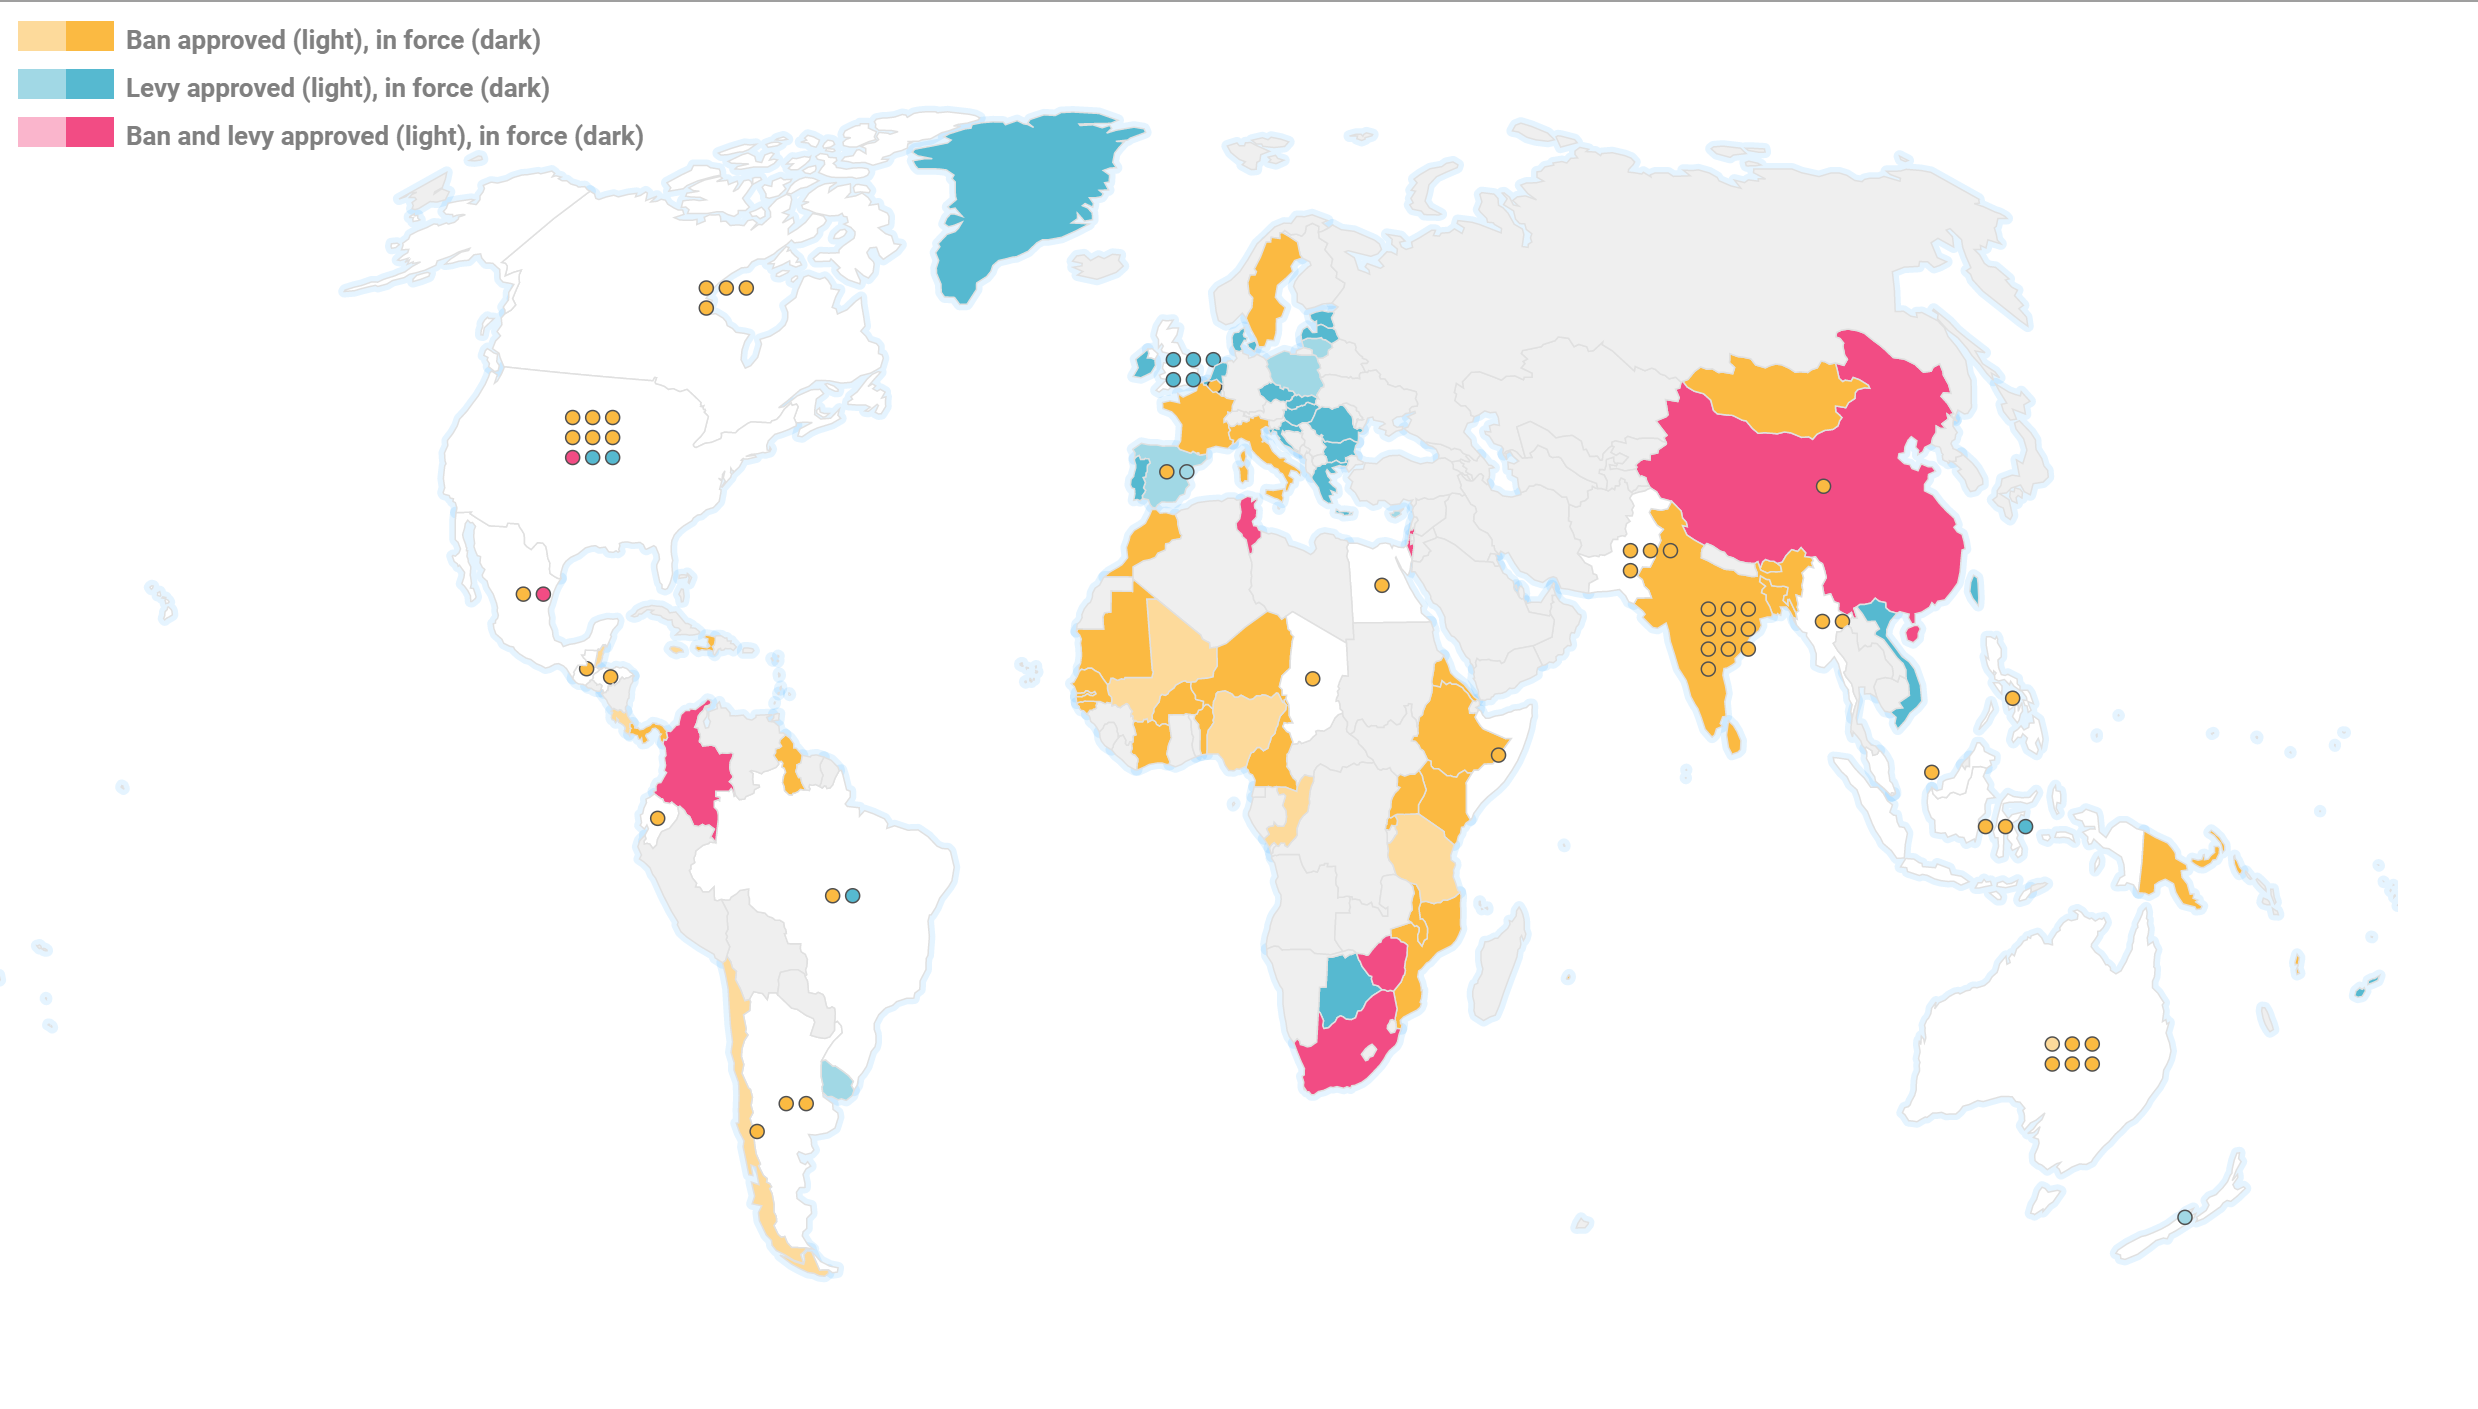 Ban approved (light), in force (dark)
Levy approved (light), in force (dark)
Ban and levy approved (light), in force (dark)